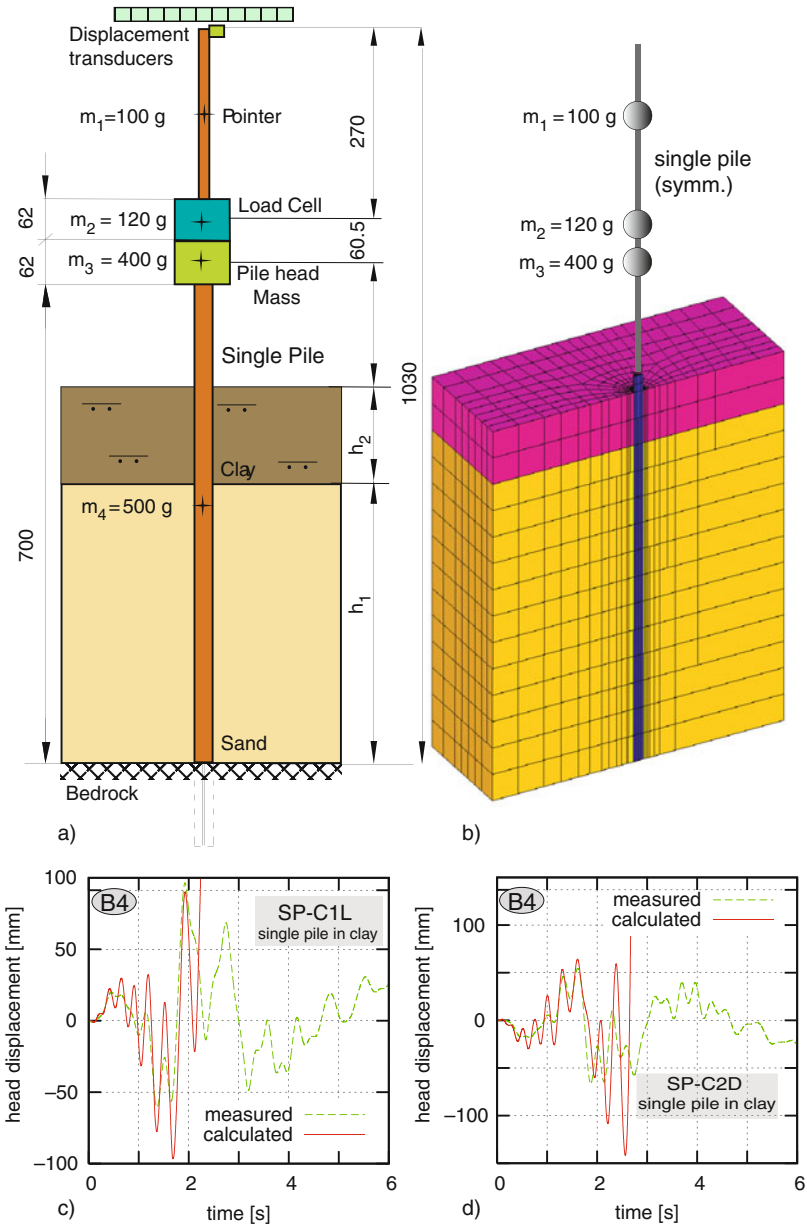 Displacement
transducers
m1=100 g
Pointer
270
Load Cell
62
m2 = 120 g
60.5
62
m3 = 400 g
Pile head
Mass
Single Pile
1030
h2
Clay
m4 = 500 g
700
h1
Sand
Bedrock
a)
m1 = 100 g
single pile
(symm.)
m2 = 120 g
m3 = 400 g
b)
100
50
0
−50
−100
head displacement [mm]
B4
SP-C1L
single pile in clay
measured
calculated
0 2 4 6
time [s]
c)
100
0
−100
head displacement [mm]
B4
measured
calculated
SP-C2D
single pile in clay
0 2 4 6
time [s]
d)